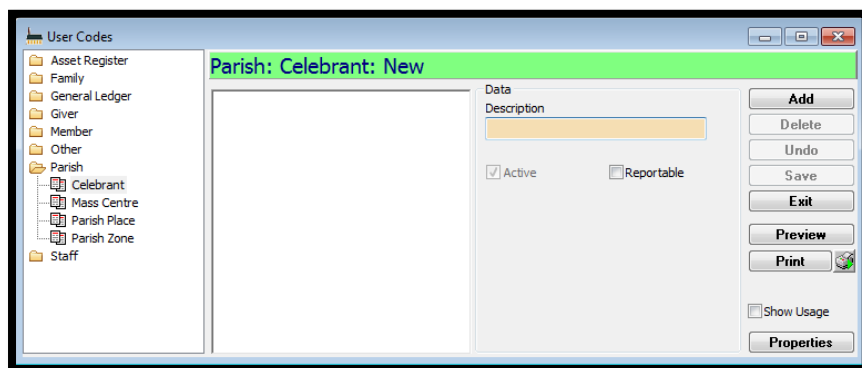 User Codes
Asset Register
Family
General Ledger
Giver
Member
Other
Parish
Celebrant
Mass Centre
Parish Place
Parish Zone
Staff
Parish: Celebrant: New
Data
Description
Active
Reportable
Add
Delete
Undo
Save
Exit
Preview
Print
Show Usage
Properties